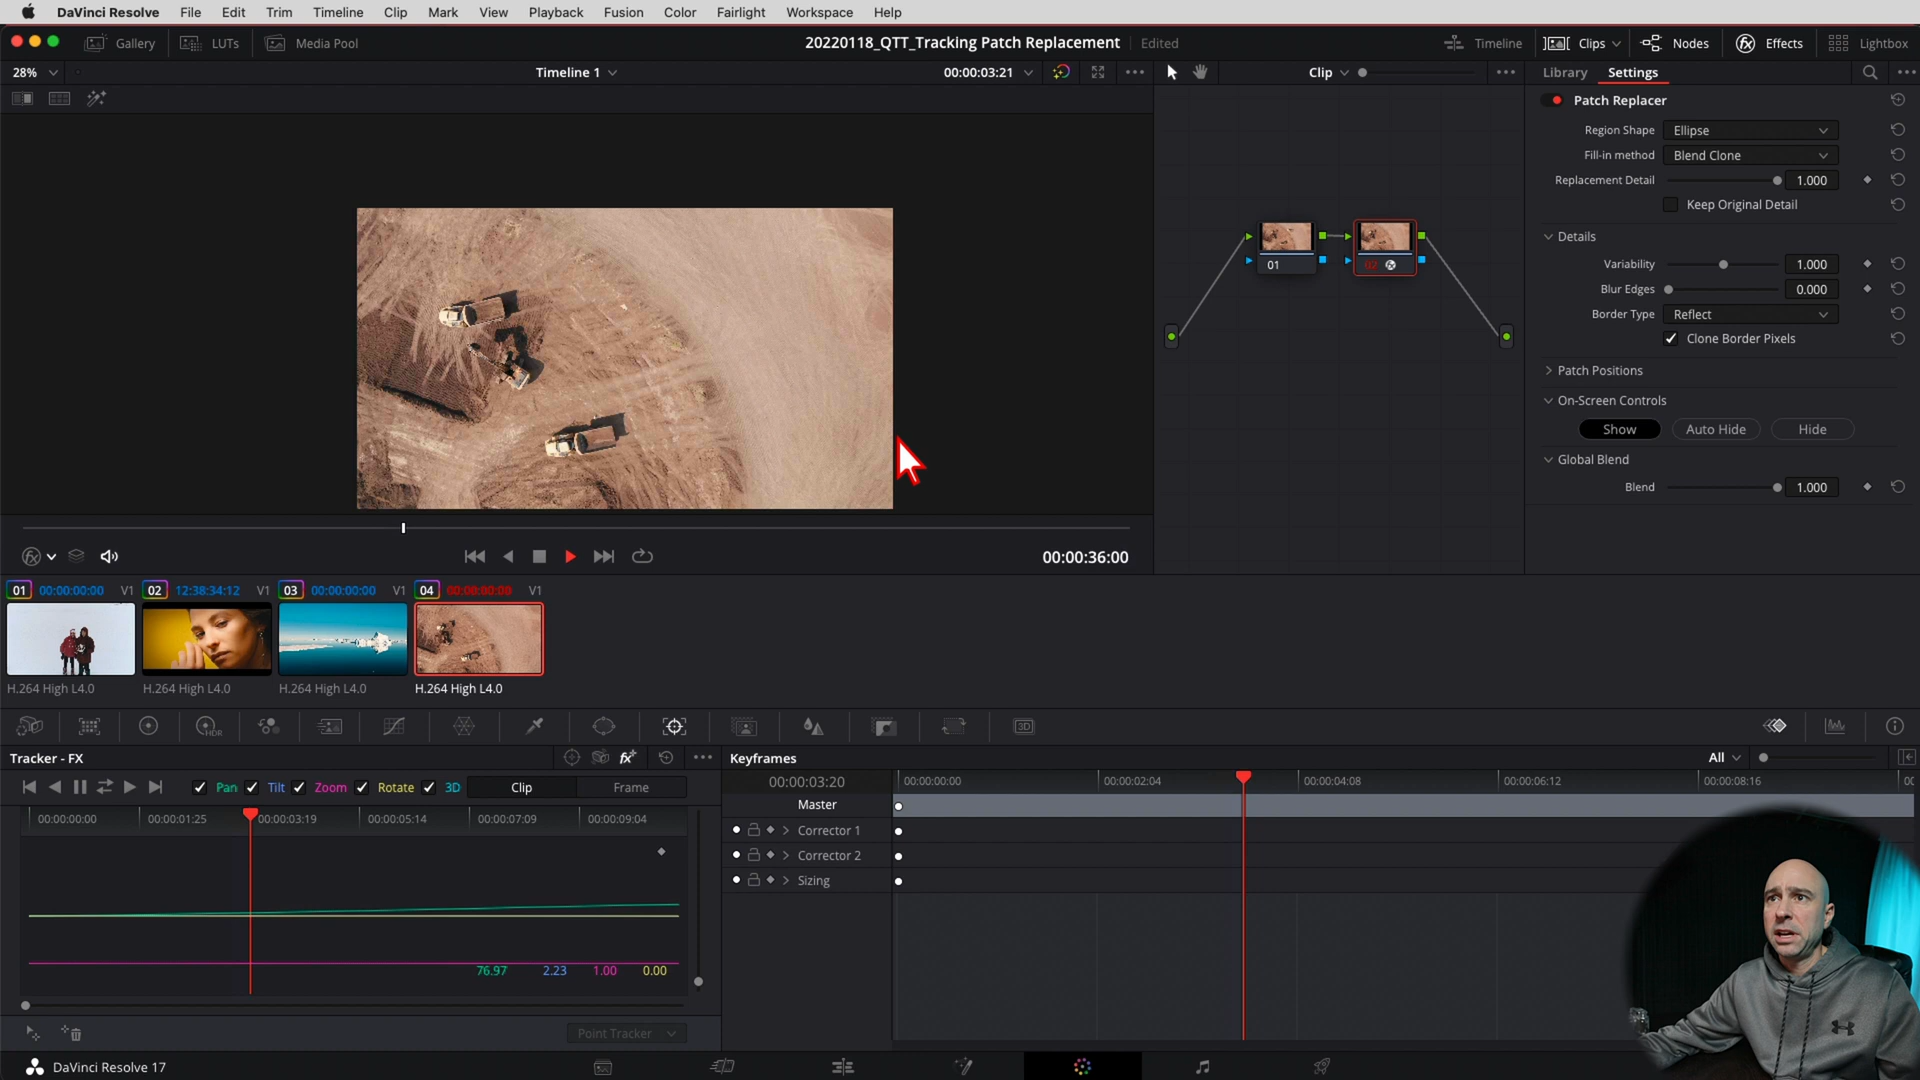 DaVinci Resolve File Edit Trim Timeline Clip Mark View Playback Fusion Color Fairlight Workspace Help
Gallery LUTs Media Pool 20220118_QTT_Tracking Patch Replacement Edited Timeline Clips Nodes Effects Lightbox
28% Timeline 1 00:00:03:21 Clip Library Settings
Patch Replacer
Region Shape Ellipse
Fill-in method Blend Clone
Replacement Detail 1.000
Keep Original Detail
Details
Variability 1.000
Blur Edges 0.000
Border Type Reflect
Clone Border Pixels
Patch Positions
On-Screen Controls
Show Auto Hide Hide
Global Blend
Blend 1.000
01 02
00:00:36:00
01 00:00:00:00 V1 02 12:38:34:12 V1 03 00:00:00:00 V1 04 00:00:00:00 V1
H.264 High L4.0 H.264 High L4.0 H.264 High L4.0 H.264 High L4.0
HDR 3D
Tracker - FX Keyframes All
Pan Tilt Zoom Rotate 3D Clip Frame
00:00:03:20 00:00:00:00 00:00:02:04 00:00:04:08 00:00:06:12 00:00:08:16 00
00:00:00:00 00:00:01:25 00:00:03:19 00:00:05:14 00:00:07:09 00:00:09:04
Master
Corrector 1
Corrector 2
Sizing
76.97 2.23 1.00 0.00
Point Tracker
DaVinci Resolve 17